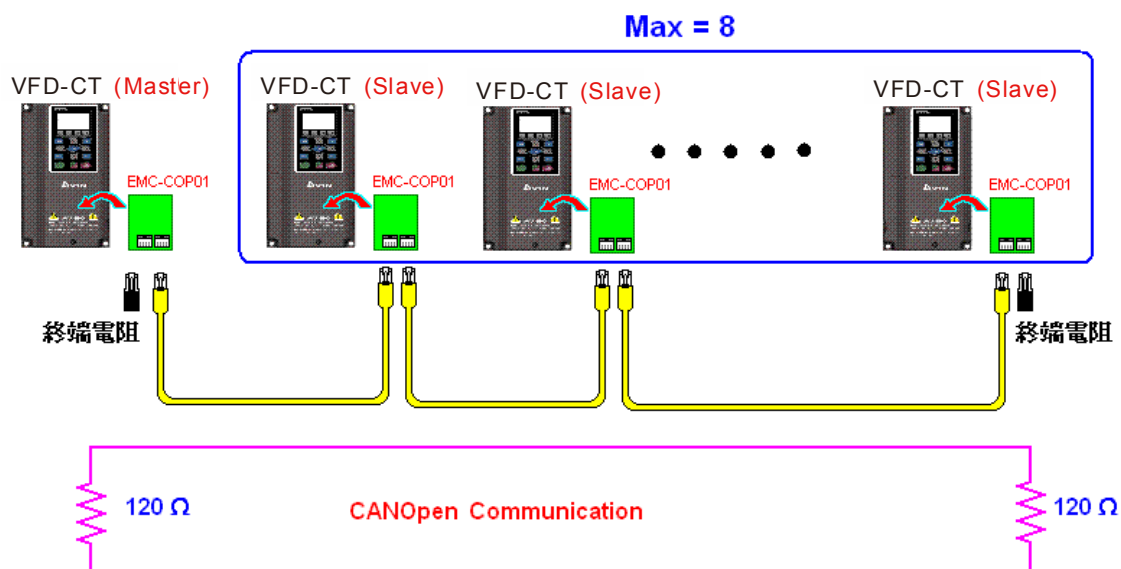 Max = 8
VFD-CT (Master)
VFD-CT (Slave)
VFD-CT (Slave)
VFD-CT (Slave)
EMC-COP01
EMC-COP01
EMC-COP01
EMC-COP01
終端電阻
終端電阻
120 Ω
CANOpen Communication
120 Ω